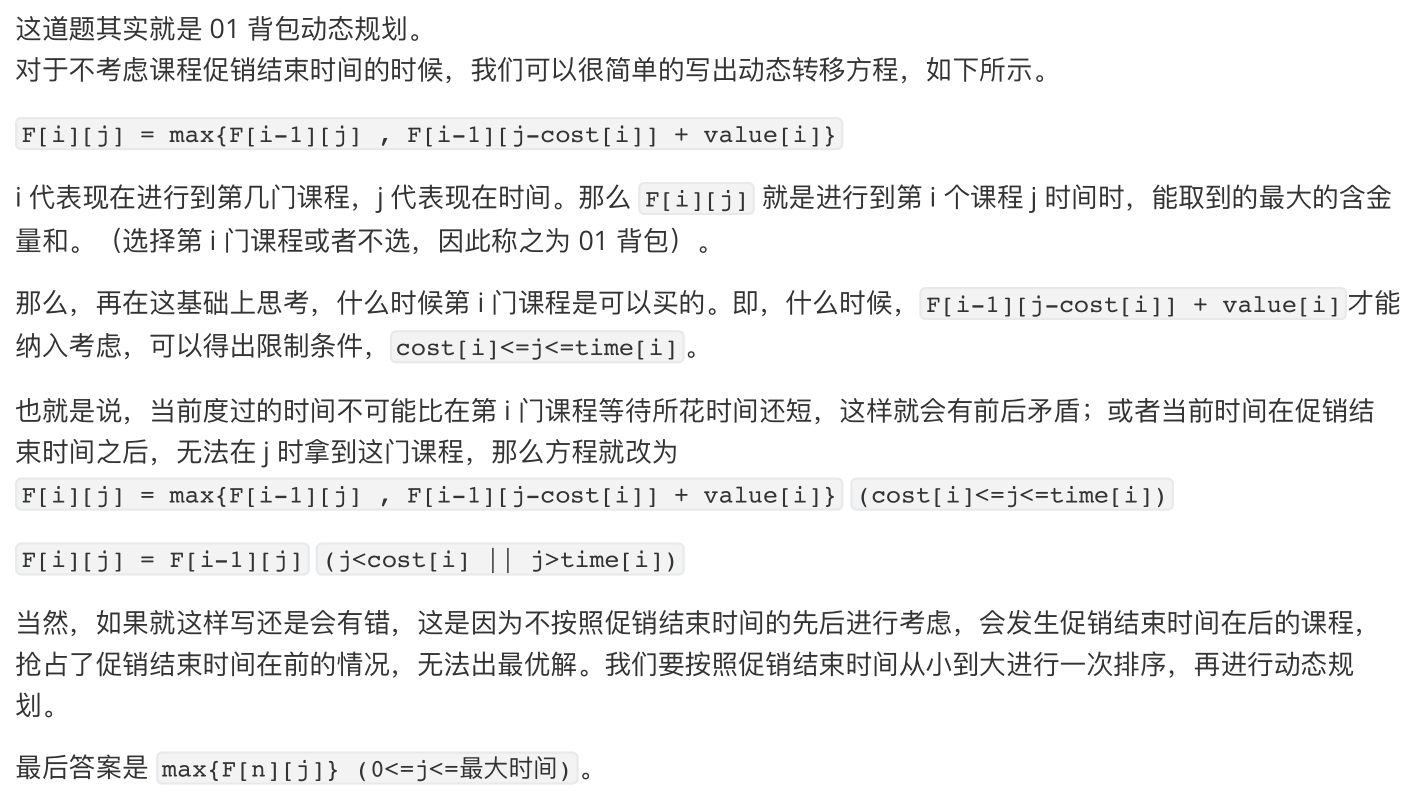 这道题其实就是 01 背包动态规划。
对于不考虑课程促销结束时间的时候，我们可以很简单的写出动态转移方程，如下所示。
F[i][j] = max{F[i-1][j] , F[i-1][j-cost[i]] + value[i]}
i 代表现在进行到第几门课程，j 代表现在时间。那么 F[i][j] 就是进行到第 i 个课程 j 时间时，能取到的最大的含金
量和。（选择第 i 门课程或者不选，因此称之为 01 背包）。
那么，再在这基础上思考，什么时候第 i 门课程是可以买的。即，什么时候，F[i-1][j-cost[i]] + value[i]才能
纳入考虑，可以得出限制条件，cost[i]<=j<=time[i]。
也就是说，当前度过的时间不可能比在第 i 门课程等待所花时间还短，这样就会有前后矛盾；或者当前时间在促销结
束时间之后，无法在 j 时拿到这门课程，那么方程就改为
F[i][j] = max{F[i-1][j] , F[i-1][j-cost[i]] + value[i]} (cost[i]<=j<=time[i])
F[i][j] = F[i-1][j] (j<cost[i] || j>time[i])
当然，如果就这样写还是会有错，这是因为不按照促销结束时间的先后进行考虑，会发生促销结束时间在后的课程，
抢占了促销结束时间在前的情况，无法出最优解。我们要按照促销结束时间从小到大进行一次排序，再进行动态规
划。
最后答案是 max{F[n][j]} (0<=j<=最大时间)。